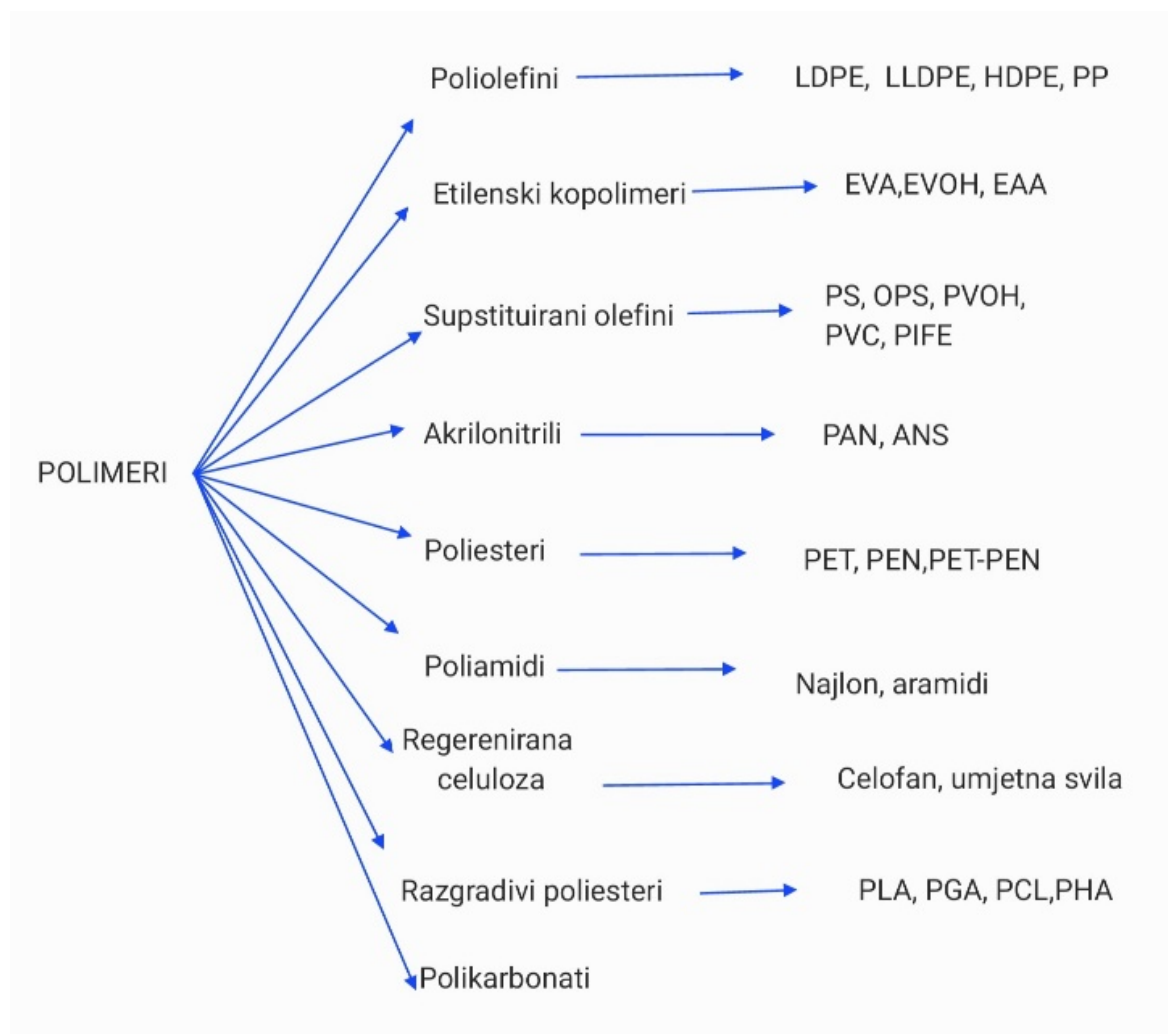 Poliolefini
LDPE, LLDPE, HDPE, PP
Etilenski kopolimeri
EVA,EVOH, EAA
Supstituirani olefini
PS, OPS, PVOH,
PVC, PIFE
Akrilonitrili
PAN, ANS
POLIMERI
Poliesteri
PET, PEN,PET-PEN
Poliamidi
Najlon, aramidi
Regerenirana
celuloza
Celofan, umjetna svila
Razgradivi poliesteri
PLA, PGA, PCL,PHA
Polikarbonati